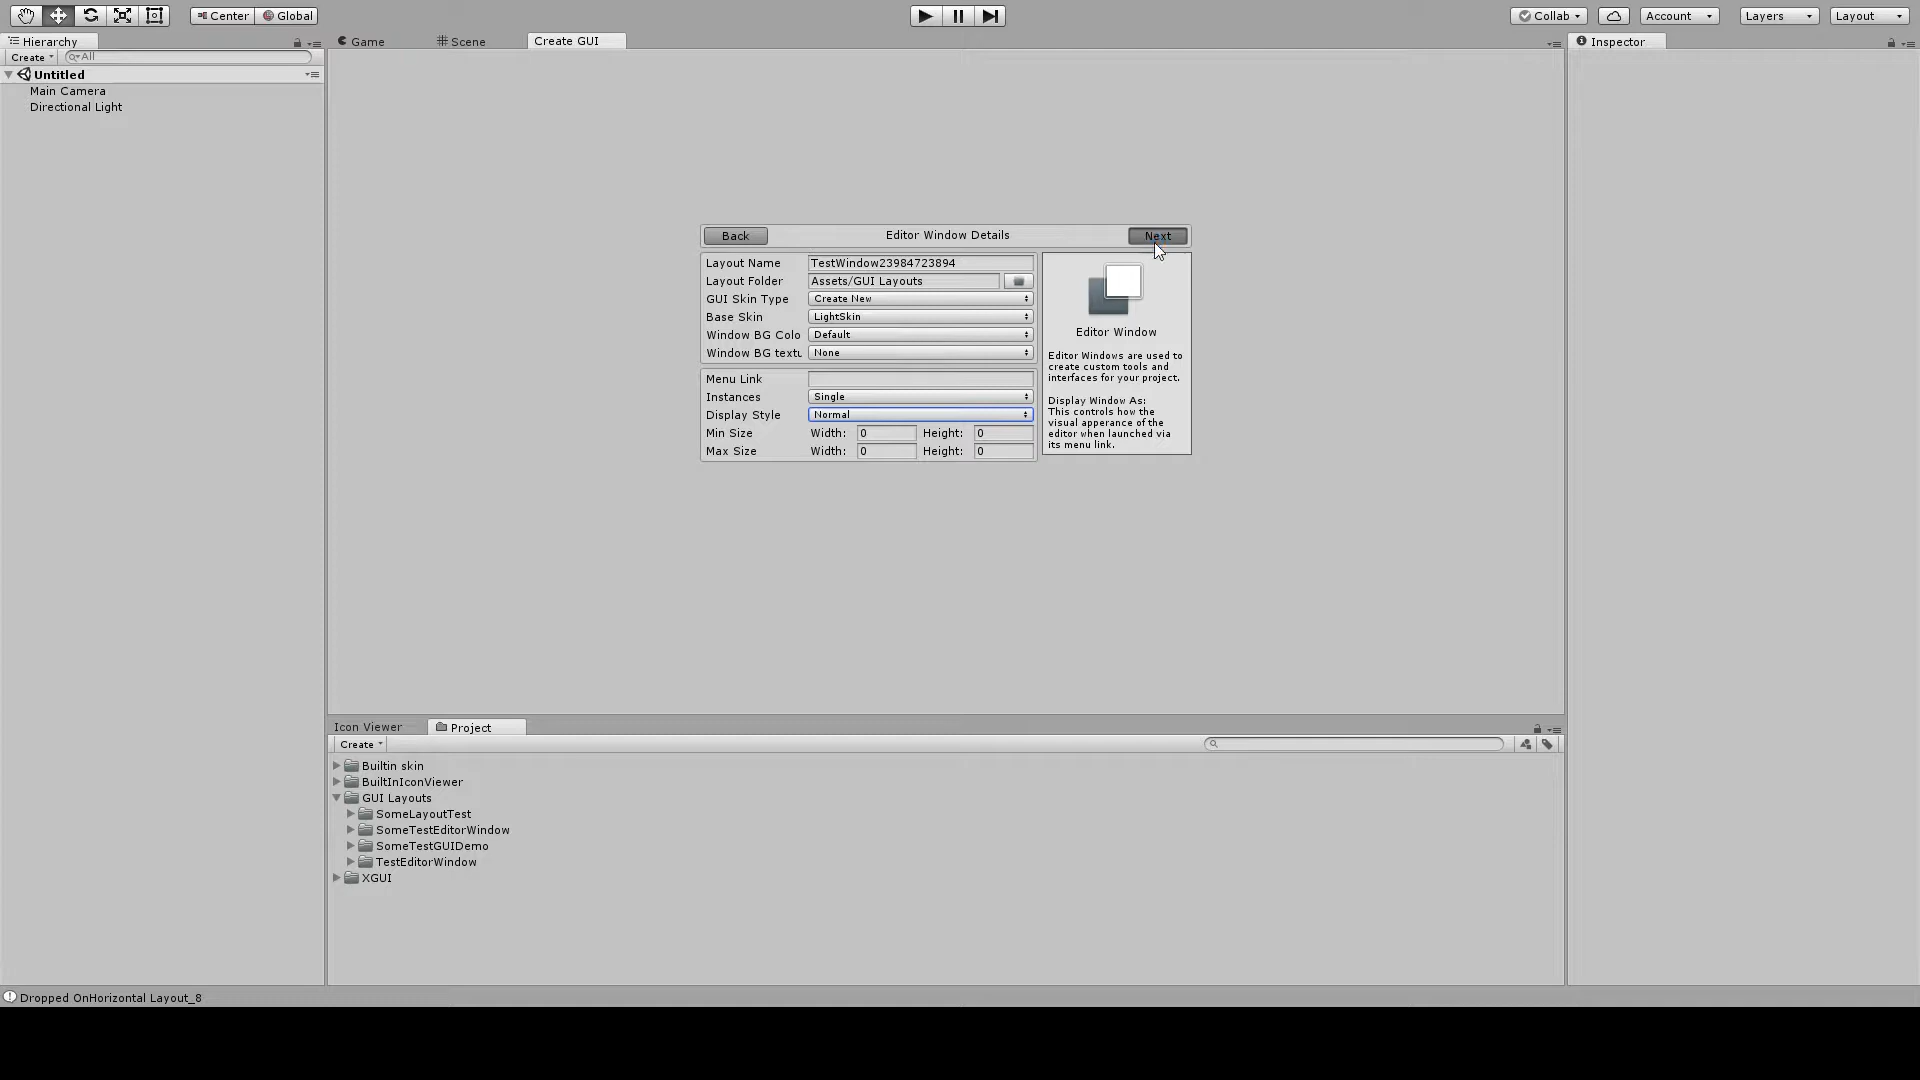 Center Global Collab Account Layers Layout
Hierarchy
Create All
Untitled
Main Camera
Directional Light
Game Scene Create GUI
Inspector
Back Editor Window Details Next
Layout Name TestWindow23984723894
Layout Folder Assets/GUI Layouts
GUI Skin Type Create New
Base Skin LightSkin
Window BG Colo Default
Window BG textu None
Menu Link
Instances Single
Display Style Normal
Min Size Width: 0 Height: 0
Max Size Width: 0 Height: 0
Editor Window
Editor Windows are used to
create custom tools and
interfaces for your project.
Display Window As:
This controls how the
visual apperance of the
editor when launched via
its menu link.
Icon Viewer Project
Create
Builtin skin
BuiltInIconViewer
GUI Layouts
SomeLayoutTest
SomeTestEditorWindow
SomeTestGUIDemo
TestEditorWindow
XGUI
Dropped OnHorizontal Layout_8